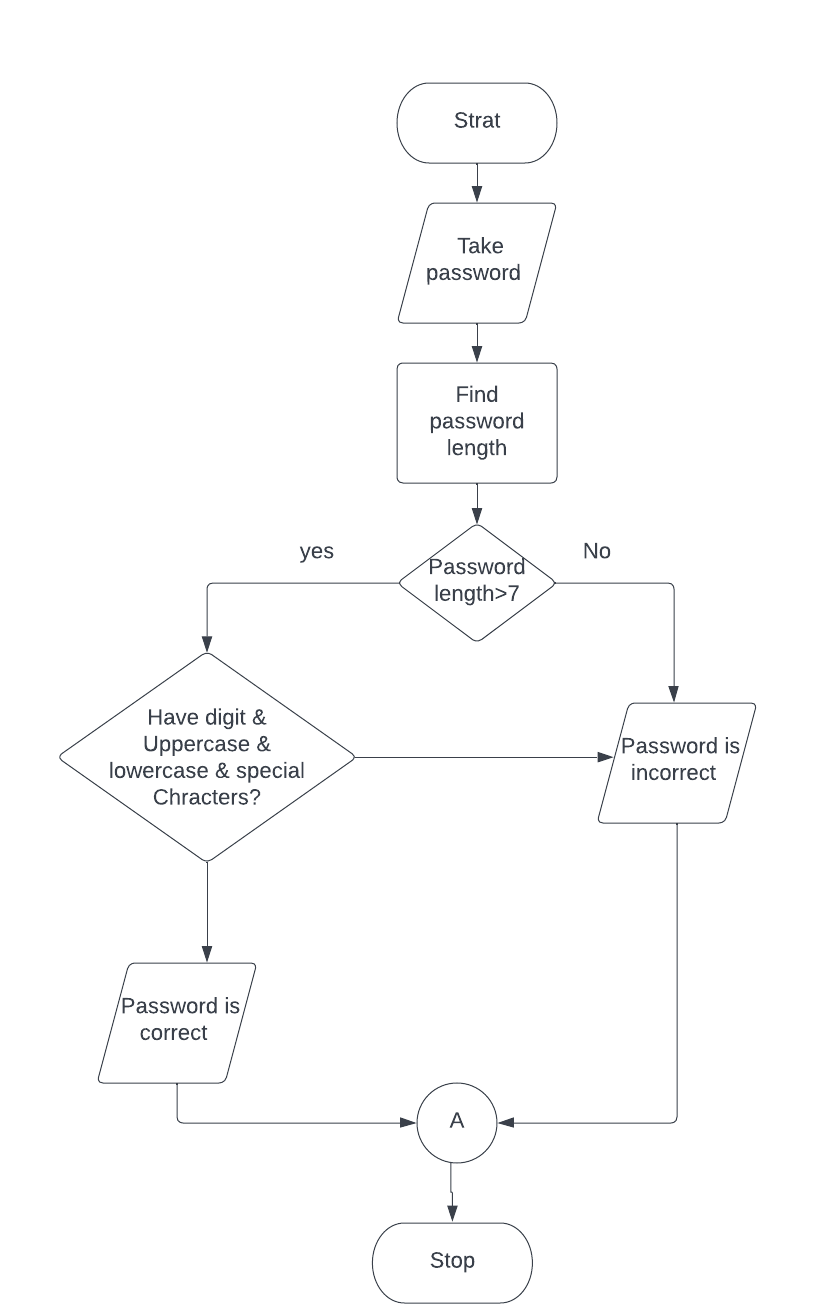 Strat
Take
password
Find
password
length
yes
No
Password
length>7
Have digit &
Uppercase &
lowercase & special
Chracters?
Password is
incorrect
Password is
correct
A
Stop